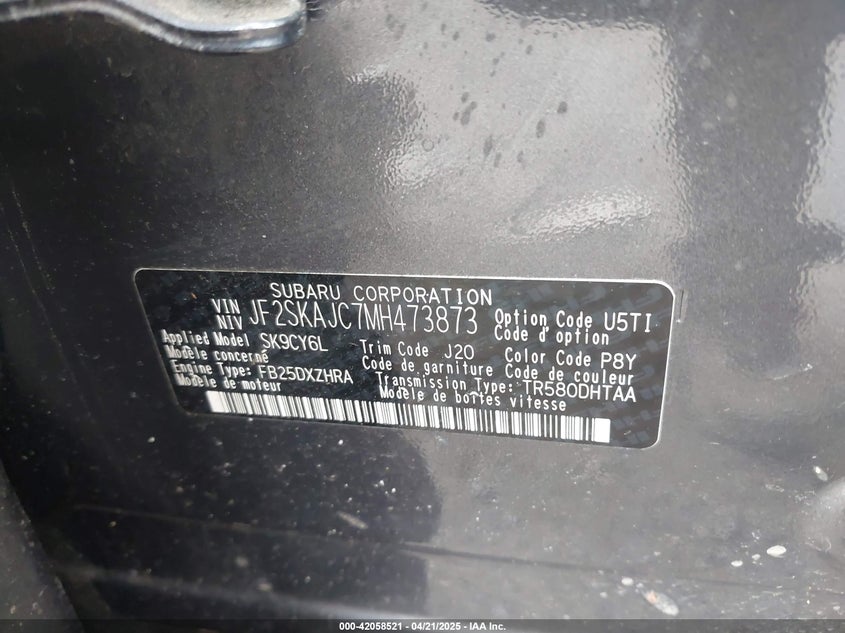 SUBARU CORPORATION
VIN
NIV JF2SKAJC7MH473873 Option Code U5TI
Code d'option
Applied Model SK9CY6L Trim Code J20 Color Code P8Y
Modèle concerné Code de garniture Code de couleur
Engine Type: FB25DXZHRA Transmission Type: TR580DHTAA
Modèle de moteur Modèle de boîtes vitesse
000-42058521 - 04/21/2025 - IAA Inc.